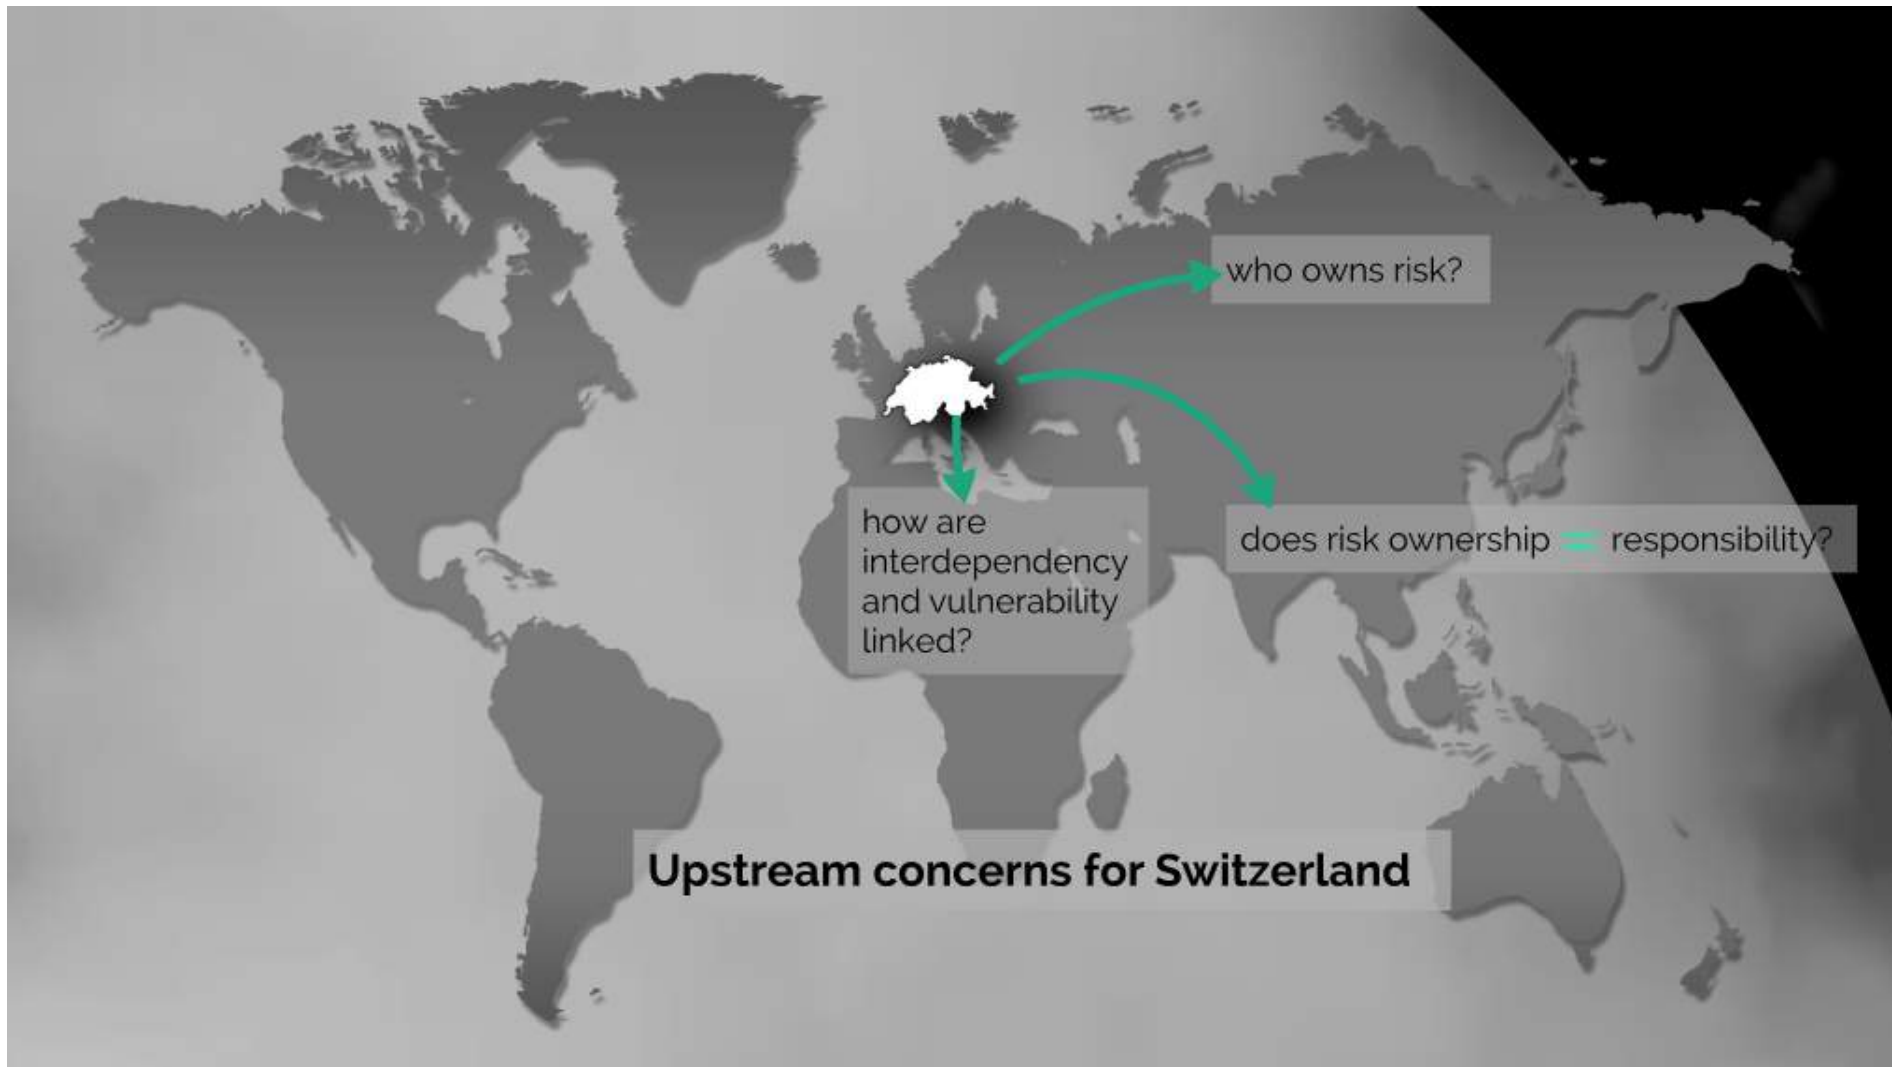 who owns risk?
does risk ownership = responsibility?
how are
interdependency
and vulnerability
linked?
Upstream concerns for Switzerland